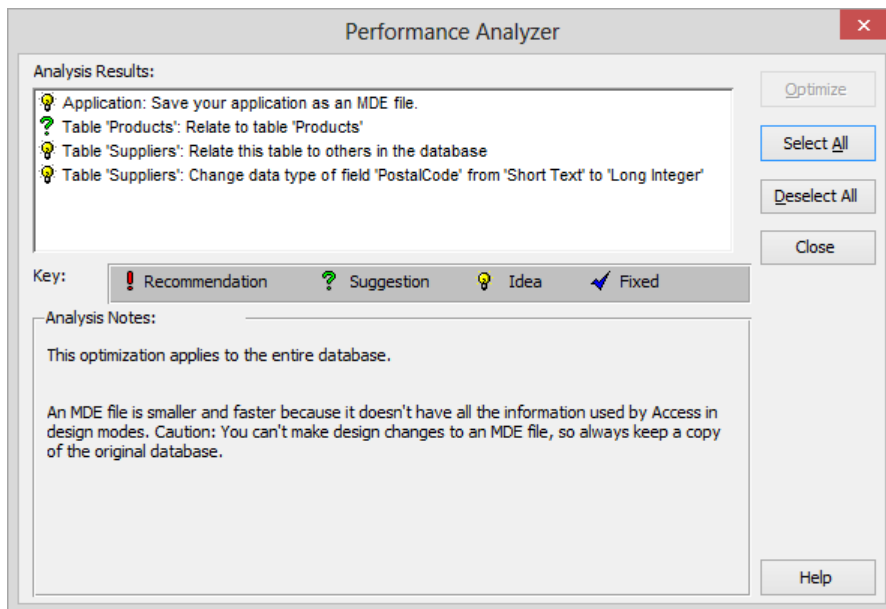 Performance Analyzer
Analysis Results:
Application: Save your application as an MDE file.
Table 'Products': Relate to table 'Products'
Table 'Suppliers': Relate this table to others in the database
Table 'Suppliers': Change data type of field 'PostalCode' from 'Short Text' to 'Long Integer'
Optimize
Select All
Deselect All
Close
Key:
Recommendation Suggestion Idea Fixed
Analysis Notes:
This optimization applies to the entire database.
An MDE file is smaller and faster because it doesn't have all the information used by Access in
design modes. Caution: You can't make design changes to an MDE file, so always keep a copy
of the original database.
Help